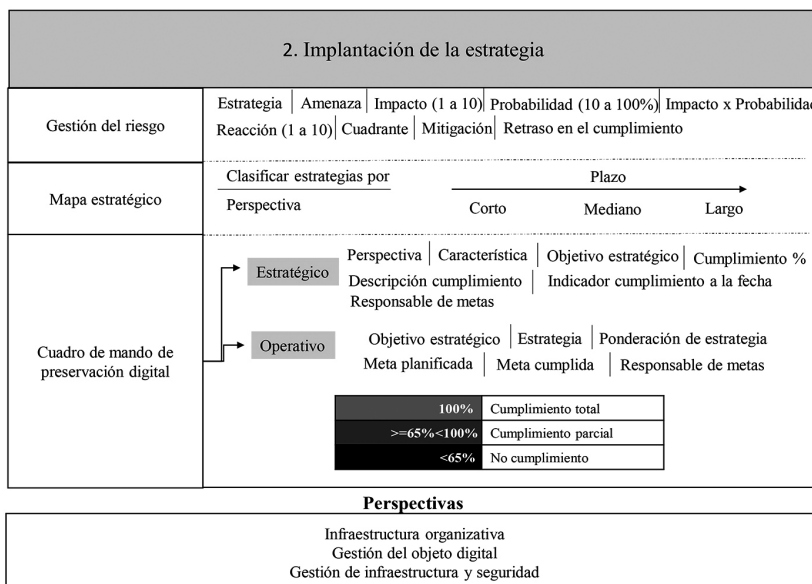 2. Implantación de la estrategia
Gestión del riesgo
Estrategia | Amenaza | Impacto (1 a 10) | Probabilidad (10 a 100%) | Impacto x Probabilidad
Reacción (1 a 10) | Cuadrante | Mitigación | Retraso en el cumplimiento
Mapa estratégico
Clasificar estrategias por
Perspectiva
Plazo
Corto Mediano Largo
Cuadro de mando de
preservación digital
Estratégico
Perspectiva | Característica | Objetivo estratégico | Cumplimiento %
Descripción cumplimiento | Indicador cumplimiento a la fecha
Responsable de metas
Operativo
Objetivo estratégico | Estrategia | Ponderación de estrategia
Meta planificada | Meta cumplida | Responsable de metas
100% Cumplimiento total
>=65%<100% Cumplimiento parcial
<65% No cumplimiento
Perspectivas
Infraestructura organizativa
Gestión del objeto digital
Gestión de infraestructura y seguridad